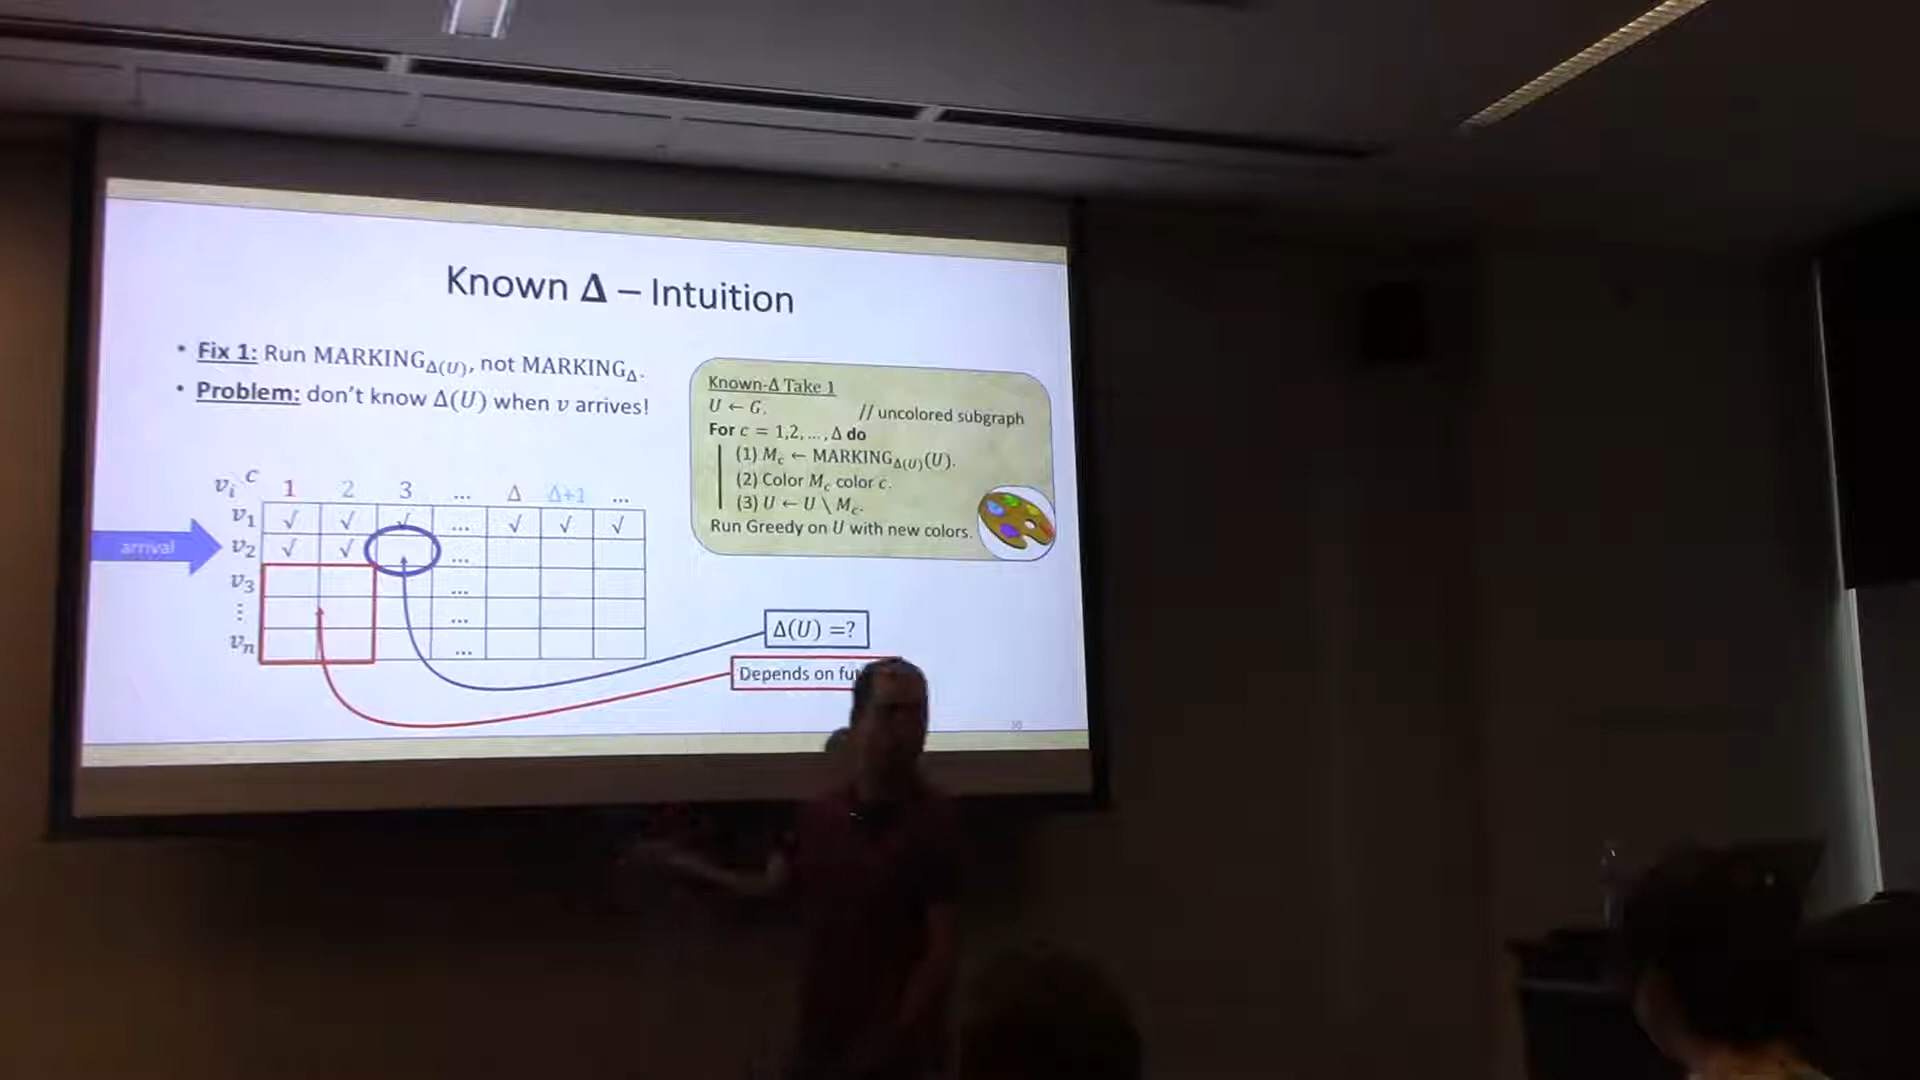 Known Δ – Intuition
• Fix 1: Run MARKING_Δ(U), not MARKING_Δ.
• Problem: don't know Δ(U) when v arrives!
Known-Δ Take 1
U ← G. // uncolored subgraph
For c = 1,2, ..., Δ do
(1) M_c ← MARKING_Δ(U)(U).
(2) Color M_c color c.
(3) U ← U \ M_c.
Run Greedy on U with new colors.
v_i c 1 2 3 ... Δ Δ+1 ...
v_1 √ √ √ ... √ √ √
arrival v_2 √ √ ...
v_3 ...
⋮ ...
v_n ...
Δ(U) =?
Depends on